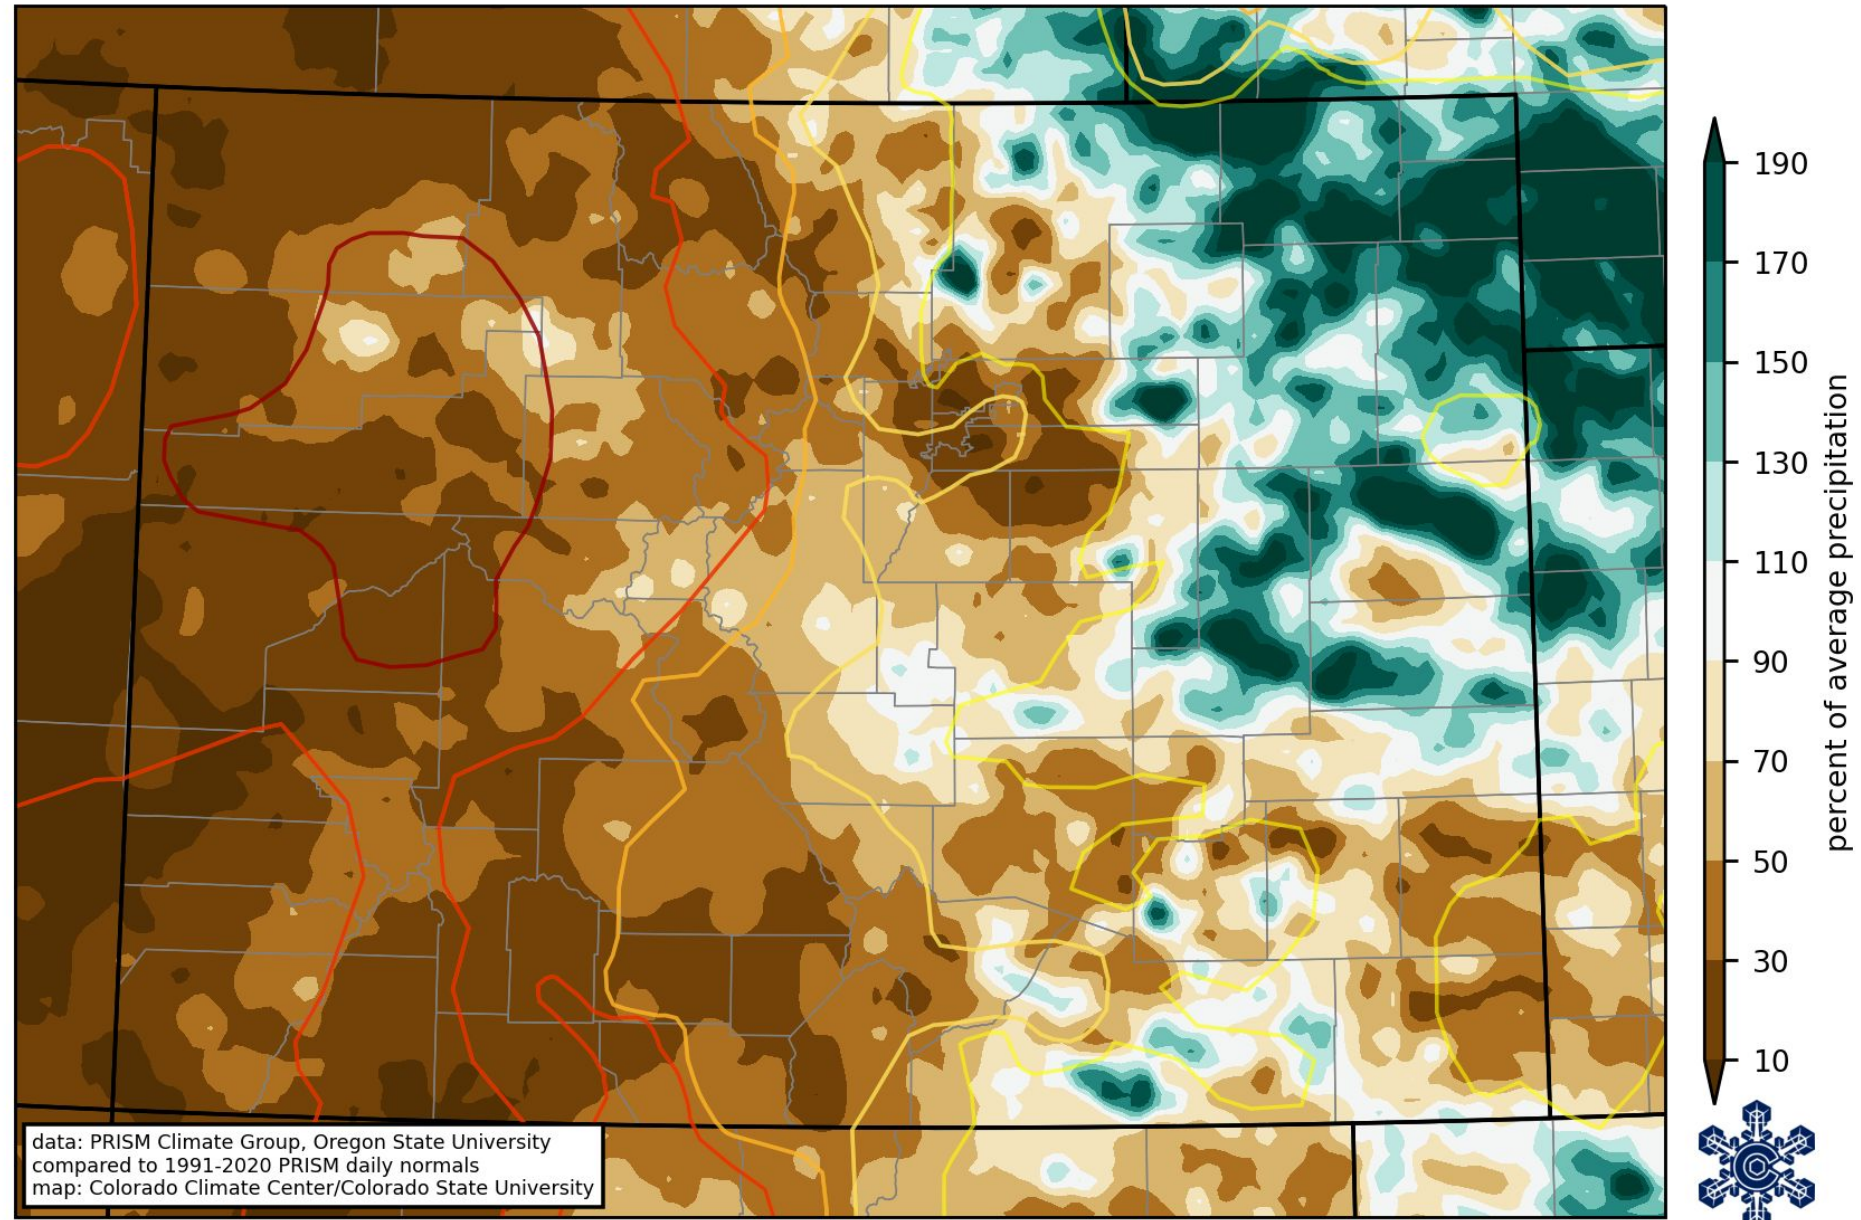 190
170
150
130
110
90
70
50
30
10
percent of average precipitation
data: PRISM Climate Group, Oregon State University
compared to 1991-2020 PRISM daily normals
map: Colorado Climate Center/Colorado State University